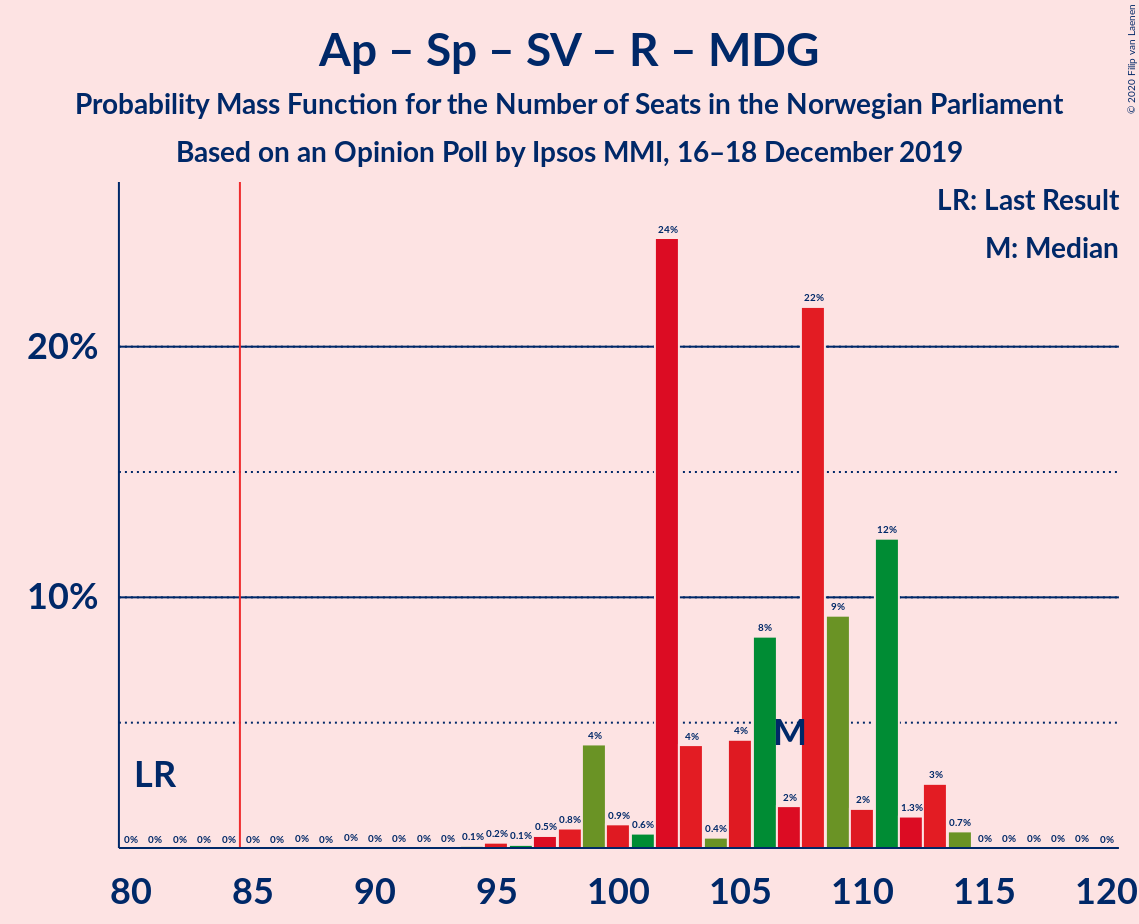 Ap – Sp – SV – R – MDG
Probability Mass Function for the Number of Seats in the Norwegian Parliament
Based on an Opinion Poll by Ipsos MMI, 16–18 December 2019
© 2020 Filip van Laenen
LR: Last Result
M: Median
20%
10%
LR
M
0% 0% 0% 0% 0% 0% 0% 0% 0% 0% 0% 0% 0% 0% 0.1% 0.2% 0.1% 0.5% 0.8% 4% 0.9% 0.6% 24% 4% 0.4% 4% 8% 2% 22% 9% 2% 12% 1.3% 3% 0.7% 0% 0% 0% 0% 0% 0%
80 85 90 95 100 105 110 115 120